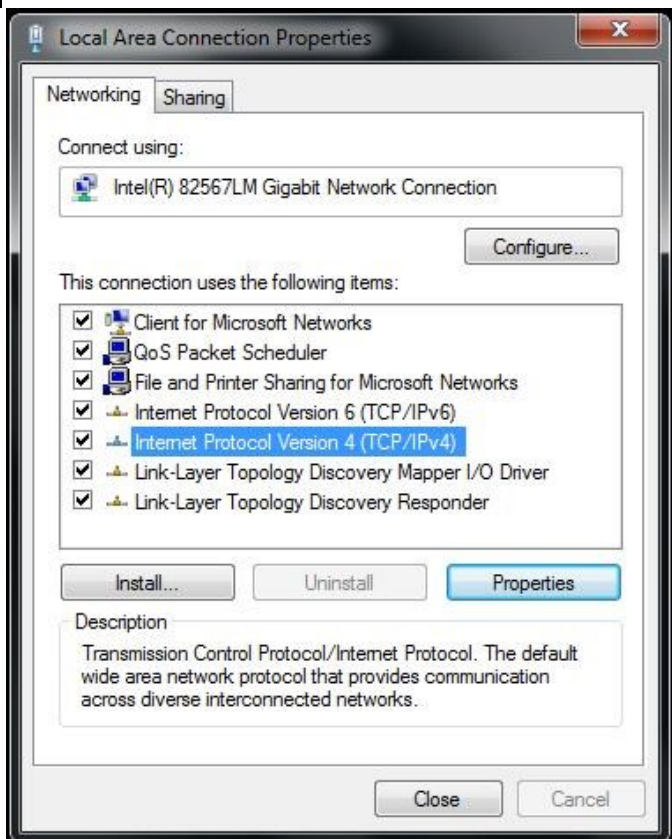 Local Area Connection Properties
Networking
Sharing
Connect using:
Intel(R) 82567LM Gigabit Network Connection
Configure...
This connection uses the following items:
Client for Microsoft Networks
QoS Packet Scheduler
File and Printer Sharing for Microsoft Networks
Internet Protocol Version 6 (TCP/IPv6)
Internet Protocol Version 4 (TCP/IPv4)
Link-Layer Topology Discovery Mapper I/O Driver
Link-Layer Topology Discovery Responder
Install...
Uninstall
Properties
Description
Transmission Control Protocol/Internet Protocol. The default
wide area network protocol that provides communication
across diverse interconnected networks.
Close
Cancel